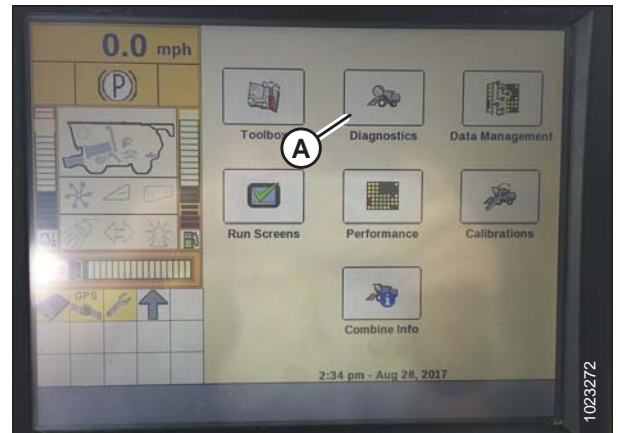 0.0 mph
(P)
Toolbox
Diagnostics
Data Management
A
Run Screens
Performance
Calibrations
GPS
Combine Info
2:34 pm - Aug 28, 2017
1023272